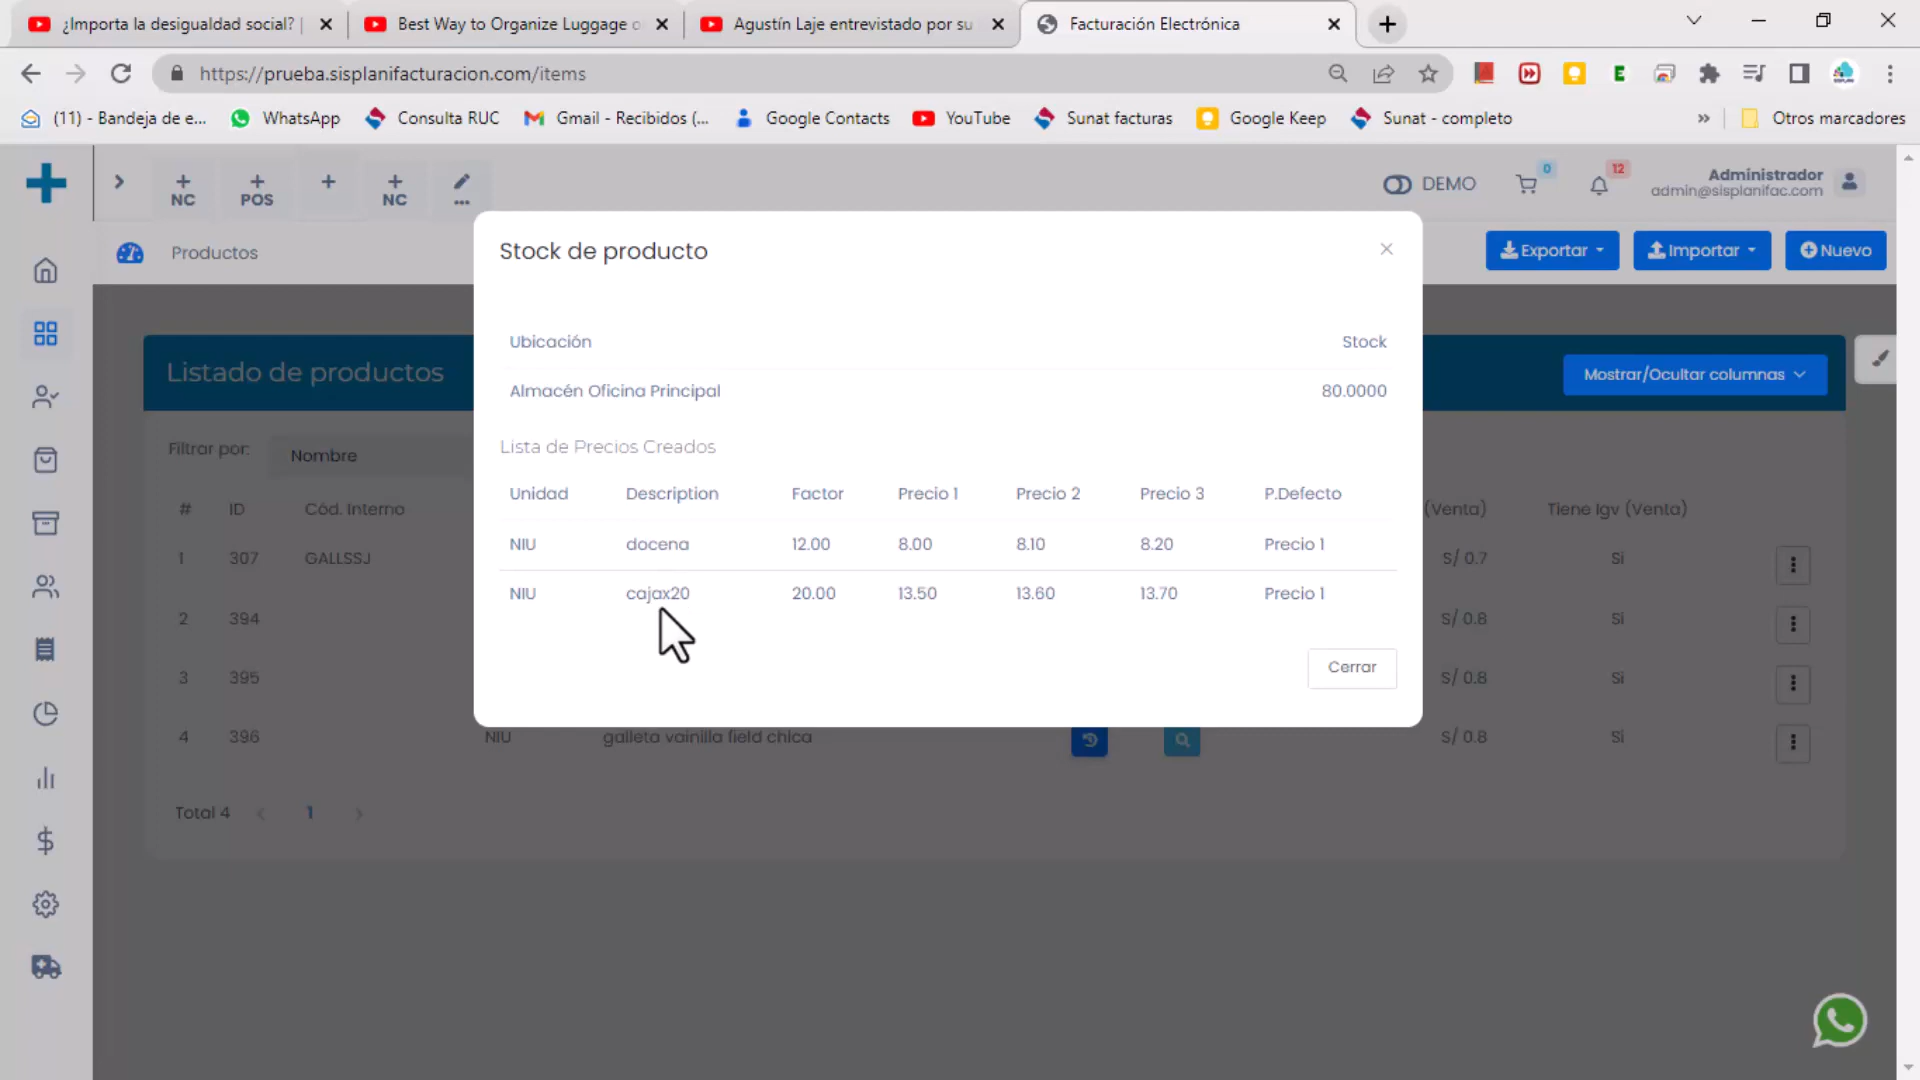 ¿Importa la desigualdad social? |
Best Way to Organize Luggage o
Agustín Laje entrevistado por su
Facturación Electrónica
https://prueba.sisplanifacturacion.com/items
(11) - Bandeja de e...
WhatsApp
Consulta RUC
Gmail - Recibidos (...
Google Contacts
YouTube
Sunat facturas
Google Keep
Sunat - completo
»
Otros marcadores
+ NC
+ POS
+
+ NC
...
DEMO
0
12
Administrador
admin@sisplanifac.com
Productos
Exportar
Importar
Nuevo
Listado de productos
Mostrar/Ocultar columnas
Filtrar por:
Nombre
# ID Cód. Interno (Venta) Tiene Igv (Venta)
1 307 GALLSSJ S/ 0.7 Si
2 394 S/ 0.8 Si
3 395 S/ 0.8 Si
4 396 NIU galleta vainilla field chica S/ 0.8 Si
Total 4 < 1 >
Stock de producto
Ubicación Stock
Almacén Oficina Principal 80.0000
Lista de Precios Creados
Unidad Description Factor Precio 1 Precio 2 Precio 3 P.Defecto
NIU docena 12.00 8.00 8.10 8.20 Precio 1
NIU cajax20 20.00 13.50 13.60 13.70 Precio 1
Cerrar